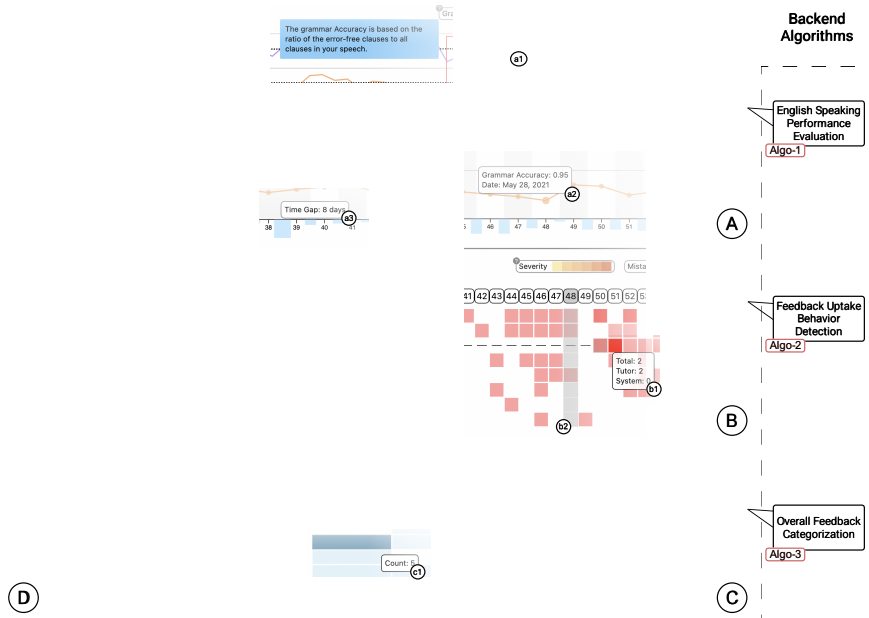 Backend
Algorithms
? Gra
The grammar Accuracy is based on the
ratio of the error-free clauses to all
clauses in your speech.
a1
English Speaking
Performance
Evaluation
Algo-1
Grammar Accuracy: 0.95
Date: May 28, 2021
a2
Time Gap: 8 days
a3
38 39 40 41
46 47 48 49 50 51
A
? Severity Mista
41 42 43 44 45 46 47 48 49 50 51 52
Feedback Uptake
Behavior
Detection
Algo-2
Total: 2
Tutor: 2
System: 0
b1
b2
B
Overall Feedback
Categorization
Algo-3
Count: 5
c1
D
C